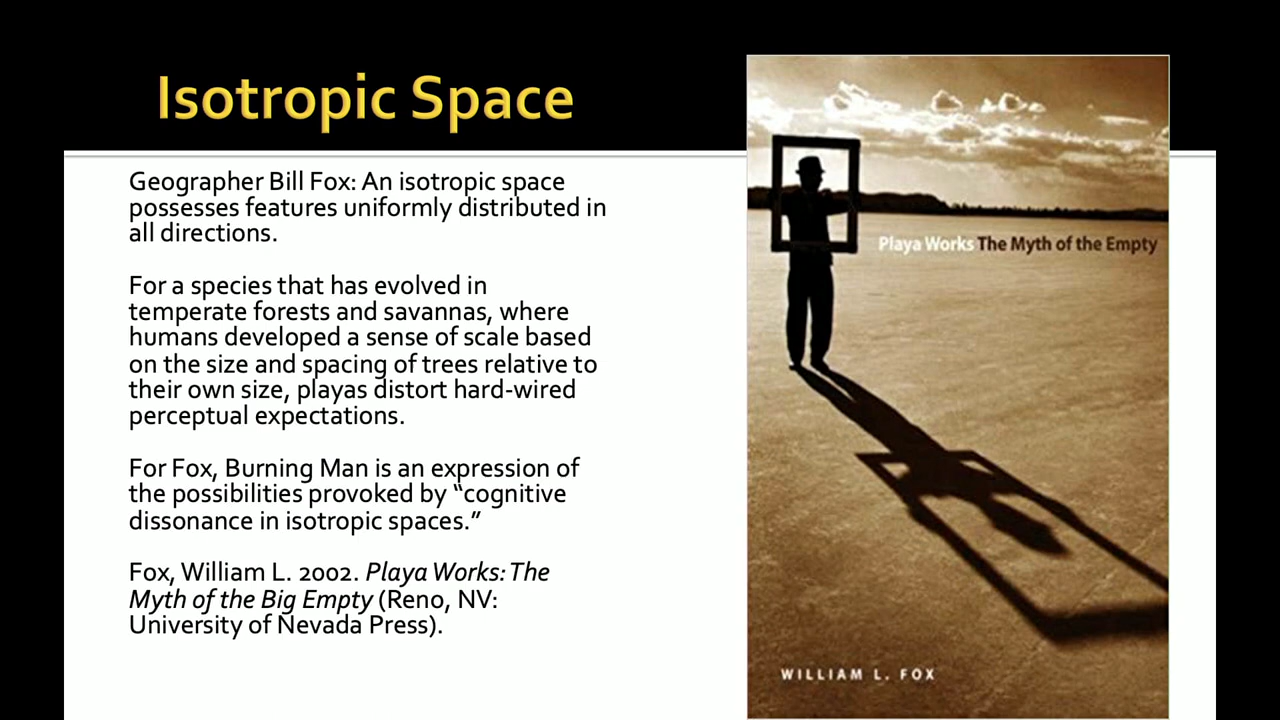 Isotropic Space
Geographer Bill Fox: An isotropic space
possesses features uniformly distributed in
all directions.
For a species that has evolved in
temperate forests and savannas, where
humans developed a sense of scale based
on the size and spacing of trees relative to
their own size, playas distort hard-wired
perceptual expectations.
For Fox, Burning Man is an expression of
the possibilities provoked by “cognitive
dissonance in isotropic spaces.”
Fox, William L. 2002. Playa Works: The
Myth of the Big Empty (Reno, NV:
University of Nevada Press).
Playa Works The Myth of the Empty
WILLIAM L. FOX